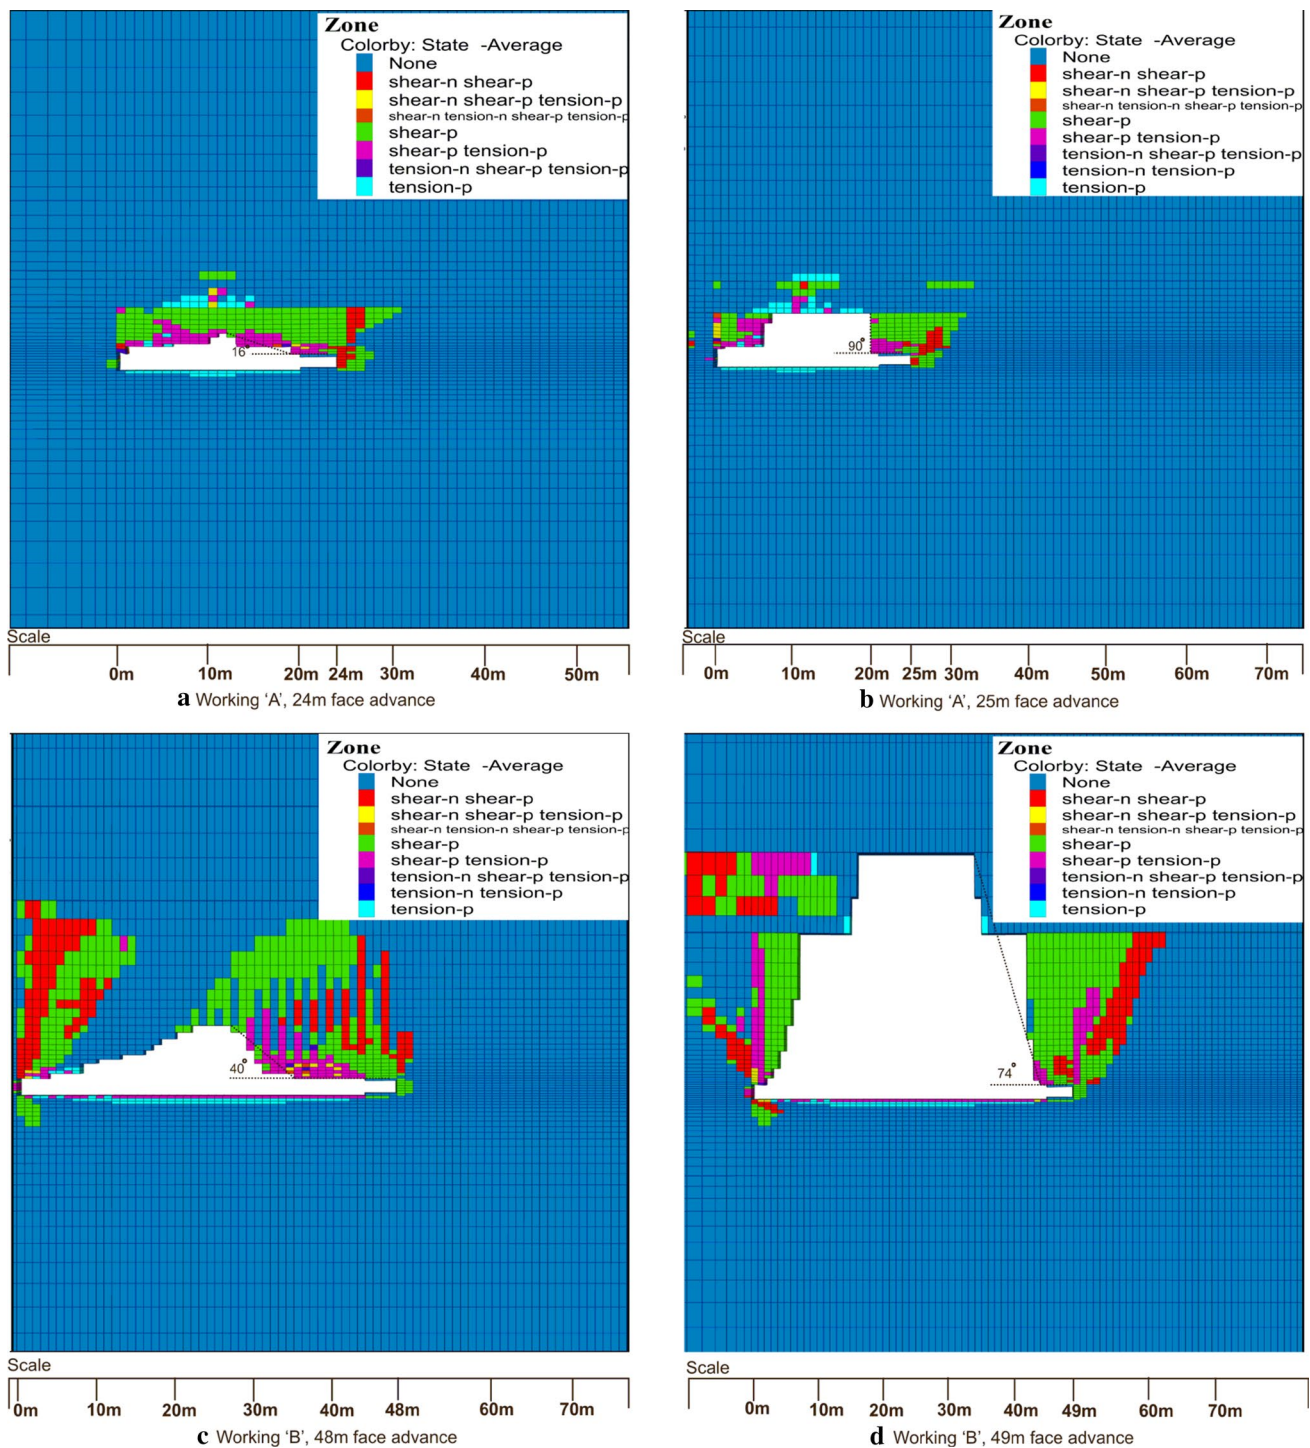 Zone
Colorby: State -Average
None
shear-n shear-p
shear-n shear-p tension-p
shear-n tension-n shear-p tension-p
shear-p
shear-p tension-p
tension-n shear-p tension-p
tension-p
16°
Scale
0m 10m 20m 24m 30m 40m 50m
a Working ‘A’, 24m face advance
Zone
Colorby: State -Average
None
shear-n shear-p
shear-n shear-p tension-p
shear-n tension-n shear-p tension-p
shear-p
shear-p tension-p
tension-n shear-p tension-p
tension-n tension-p
tension-p
90°
Scale
0m 10m 20m 25m 30m 50m 60m 70m
b Working ‘A’, 25m face advance
Zone
Colorby: State -Average
None
shear-n shear-p
shear-n shear-p tension-p
shear-n tension-n shear-p tension-p
shear-p
shear-p tension-p
tension-n shear-p tension-p
tension-n tension-p
tension-p
40°
Scale
0m 10m 20m 30m 40m 48m 60m 70m
c Working ‘B’, 48m face advance
Zone
Colorby: State -Average
None
shear-n shear-p
shear-n shear-p tension-p
shear-n tension-n shear-p tension-p
shear-p
shear-p tension-p
tension-n shear-p tension-p
tension-n tension-p
tension-p
74°
Scale
0m 10m 20m 30m 40m 49m 60m 70m
d Working ‘B’, 49m face advance